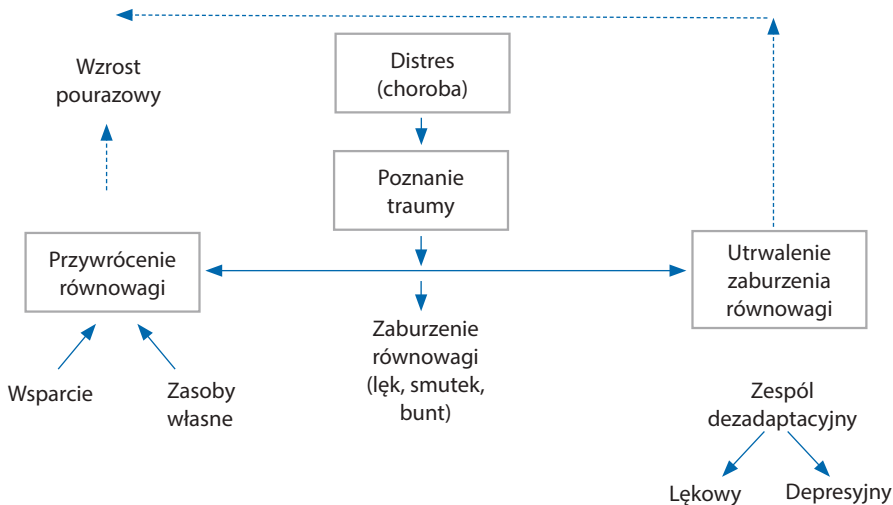 Wzrost
pourazowy
Distres
(choroba)
Poznanie
traumy
Przywrócenie
równowagi
Utrwalenie
zaburzenia
równowagi
Zaburzenie
równowagi
(lęk, smutek,
bunt)
Wsparcie
Zasoby
własne
Zespól
dezadaptacyjny
Lękowy
Depresyjny